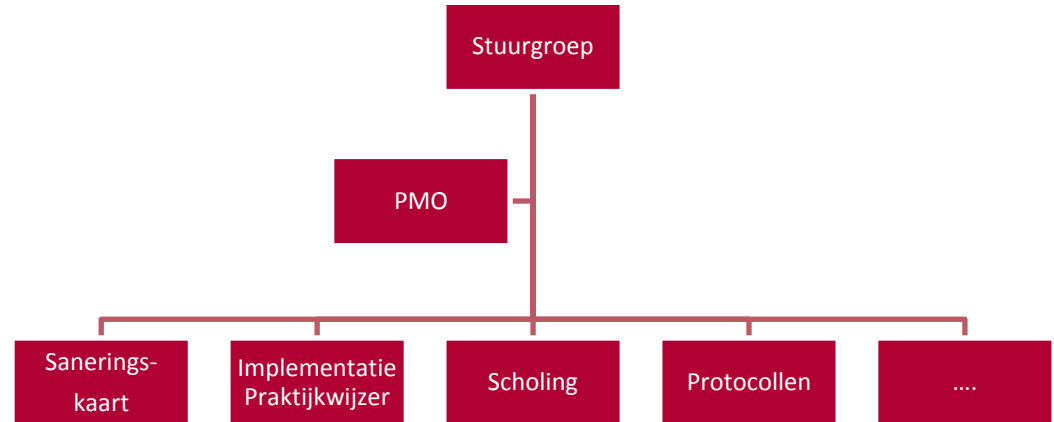 Stuurgroep
PMO
Sanerings-
kaart
Implementatie
Praktijkwijzer
Scholing
Protocollen
....